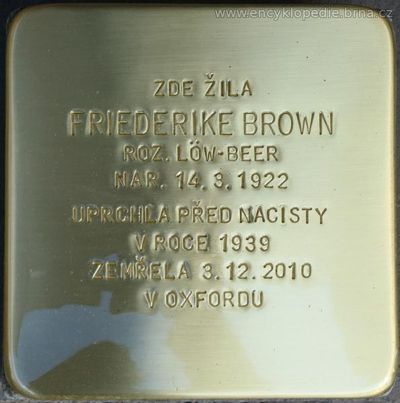 www.encyklopedie.brna.cz
ZDE ŽILA
FRIEDERIKE BROWN
ROZ. LÖW-BEER
NAR. 14. 3. 1922
UPRCHLA PŘED NACISTY
V ROCE 1939
ZEMŘELA 3. 12. 2010
V OXFORDU